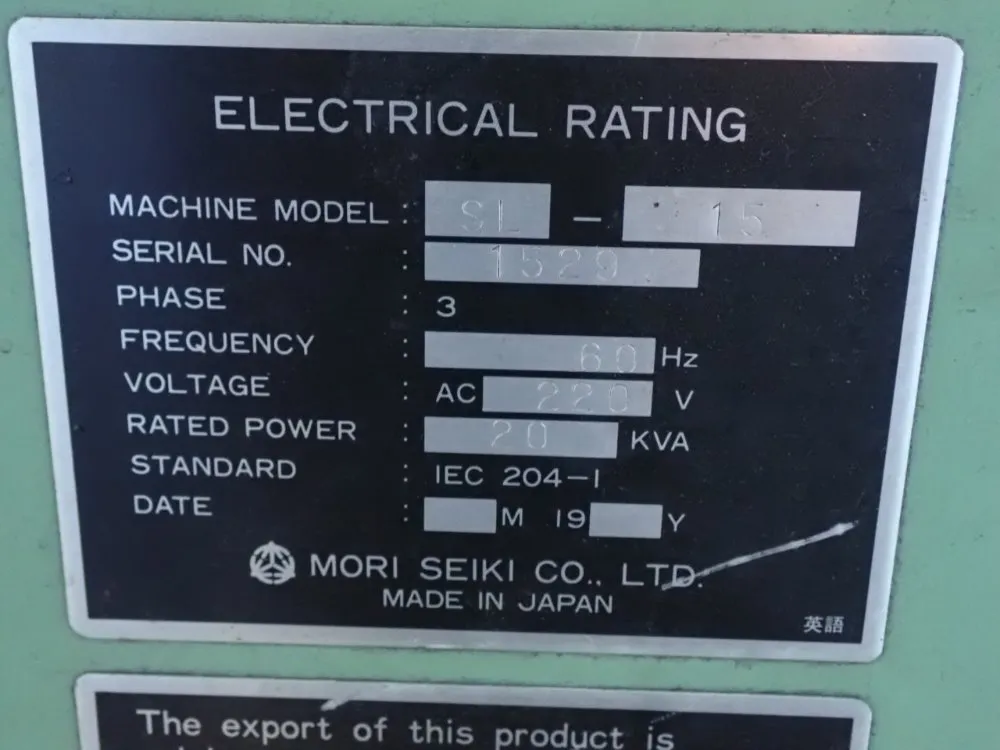 ELECTRICAL RATING
MACHINE MODEL : SL - 15
SERIAL NO. : 1529
PHASE : 3
FREQUENCY : 60 Hz
VOLTAGE : AC 220 V
RATED POWER : 20 KVA
STANDARD : IEC 204-1
DATE : M 19 Y
MORI SEIKI CO., LTD.
MADE IN JAPAN
英語
The export of this product is